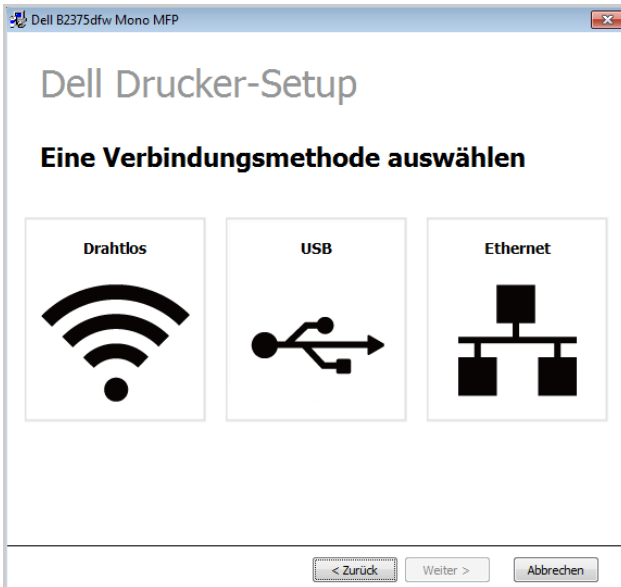 Dell B2375dfw Mono MFP
Dell Drucker-Setup
Eine Verbindungsmethode auswählen
Drahtlos
USB
Ethernet
< Zurück
Weiter >
Abbrechen